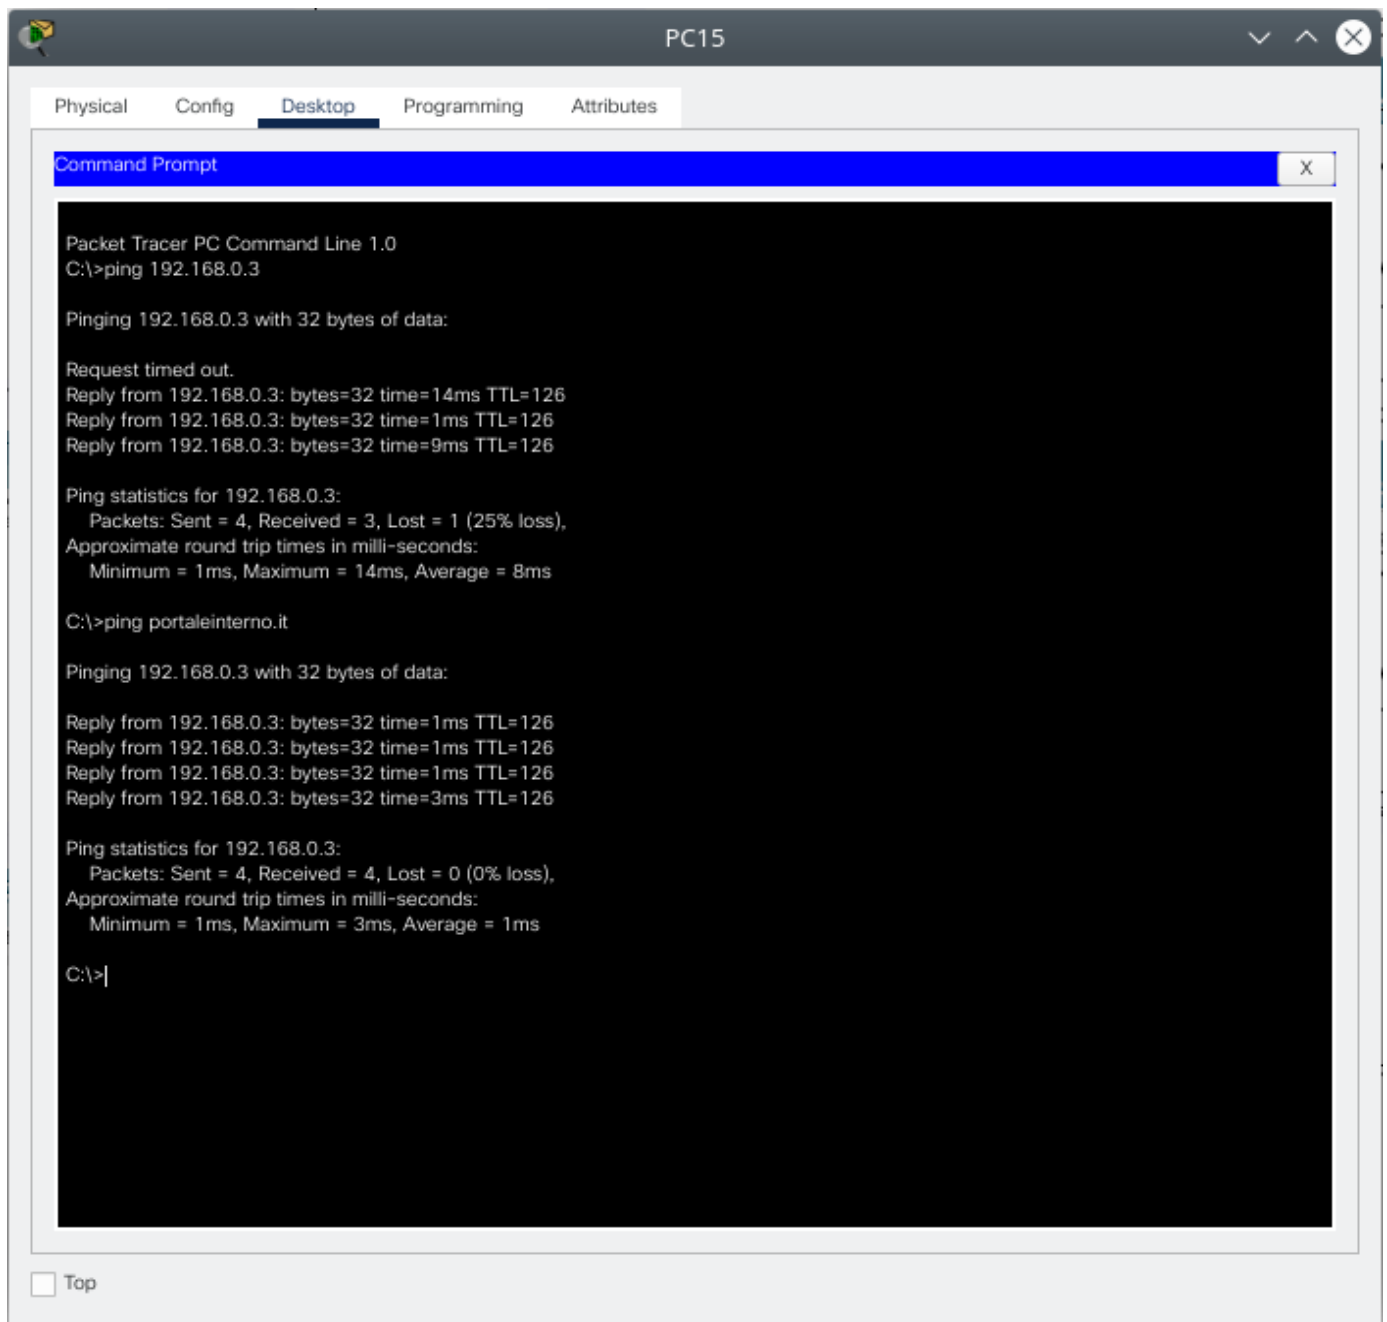 PC15
Physical Config Desktop Programming Attributes
Command Prompt
X
Packet Tracer PC Command Line 1.0
C:\>ping 192.168.0.3
Pinging 192.168.0.3 with 32 bytes of data:
Request timed out.
Reply from 192.168.0.3: bytes=32 time=14ms TTL=126
Reply from 192.168.0.3: bytes=32 time=1ms TTL=126
Reply from 192.168.0.3: bytes=32 time=9ms TTL=126
Ping statistics for 192.168.0.3:
Packets: Sent = 4, Received = 3, Lost = 1 (25% loss),
Approximate round trip times in milli-seconds:
Minimum = 1ms, Maximum = 14ms, Average = 8ms
C:\>ping portaleinterno.it
Pinging 192.168.0.3 with 32 bytes of data:
Reply from 192.168.0.3: bytes=32 time=1ms TTL=126
Reply from 192.168.0.3: bytes=32 time=1ms TTL=126
Reply from 192.168.0.3: bytes=32 time=1ms TTL=126
Reply from 192.168.0.3: bytes=32 time=3ms TTL=126
Ping statistics for 192.168.0.3:
Packets: Sent = 4, Received = 4, Lost = 0 (0% loss),
Approximate round trip times in milli-seconds:
Minimum = 1ms, Maximum = 3ms, Average = 1ms
C:\>
Top